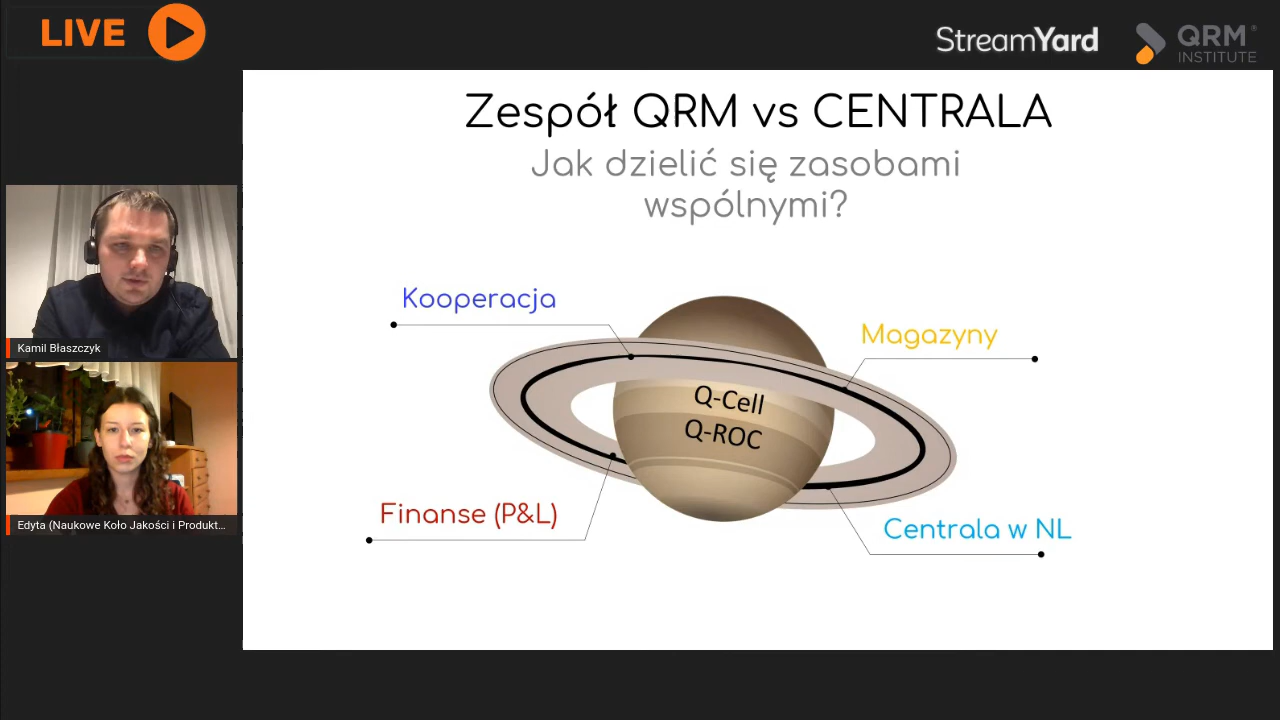 LIVE
StreamYard
QRM
INSTITUTE
Zespół QRM vs CENTRALA
Jak dzielić się zasobami
wspólnymi?
Kooperacja
Magazyny
Q-Cell
Q-ROC
Finanse (P&L)
Centrala w NL
Kamil Błaszczyk
Edyta (Naukowe Koło Jakości i Produkt...